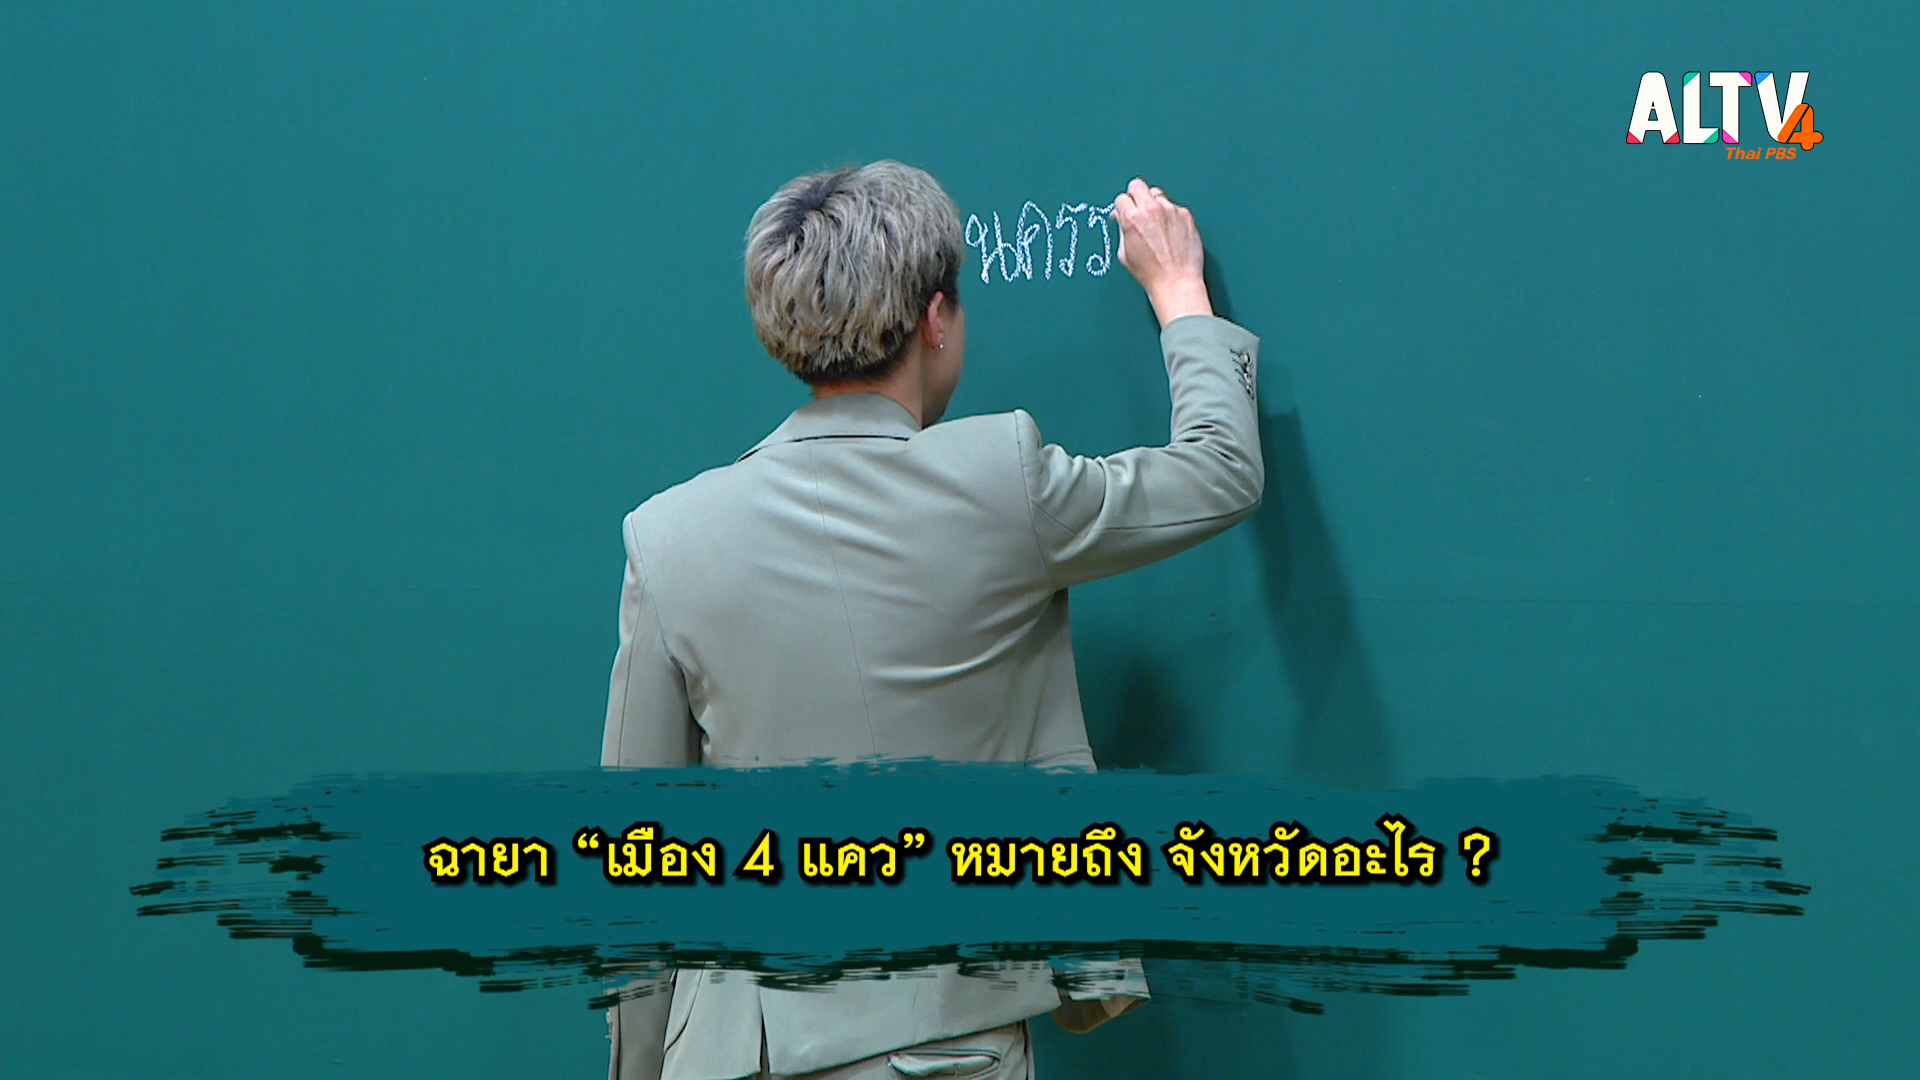 ALTV4
Thai PBS
นครร
ฉายา “เมือง 4 แคว” หมายถึง จังหวัดอะไร ?